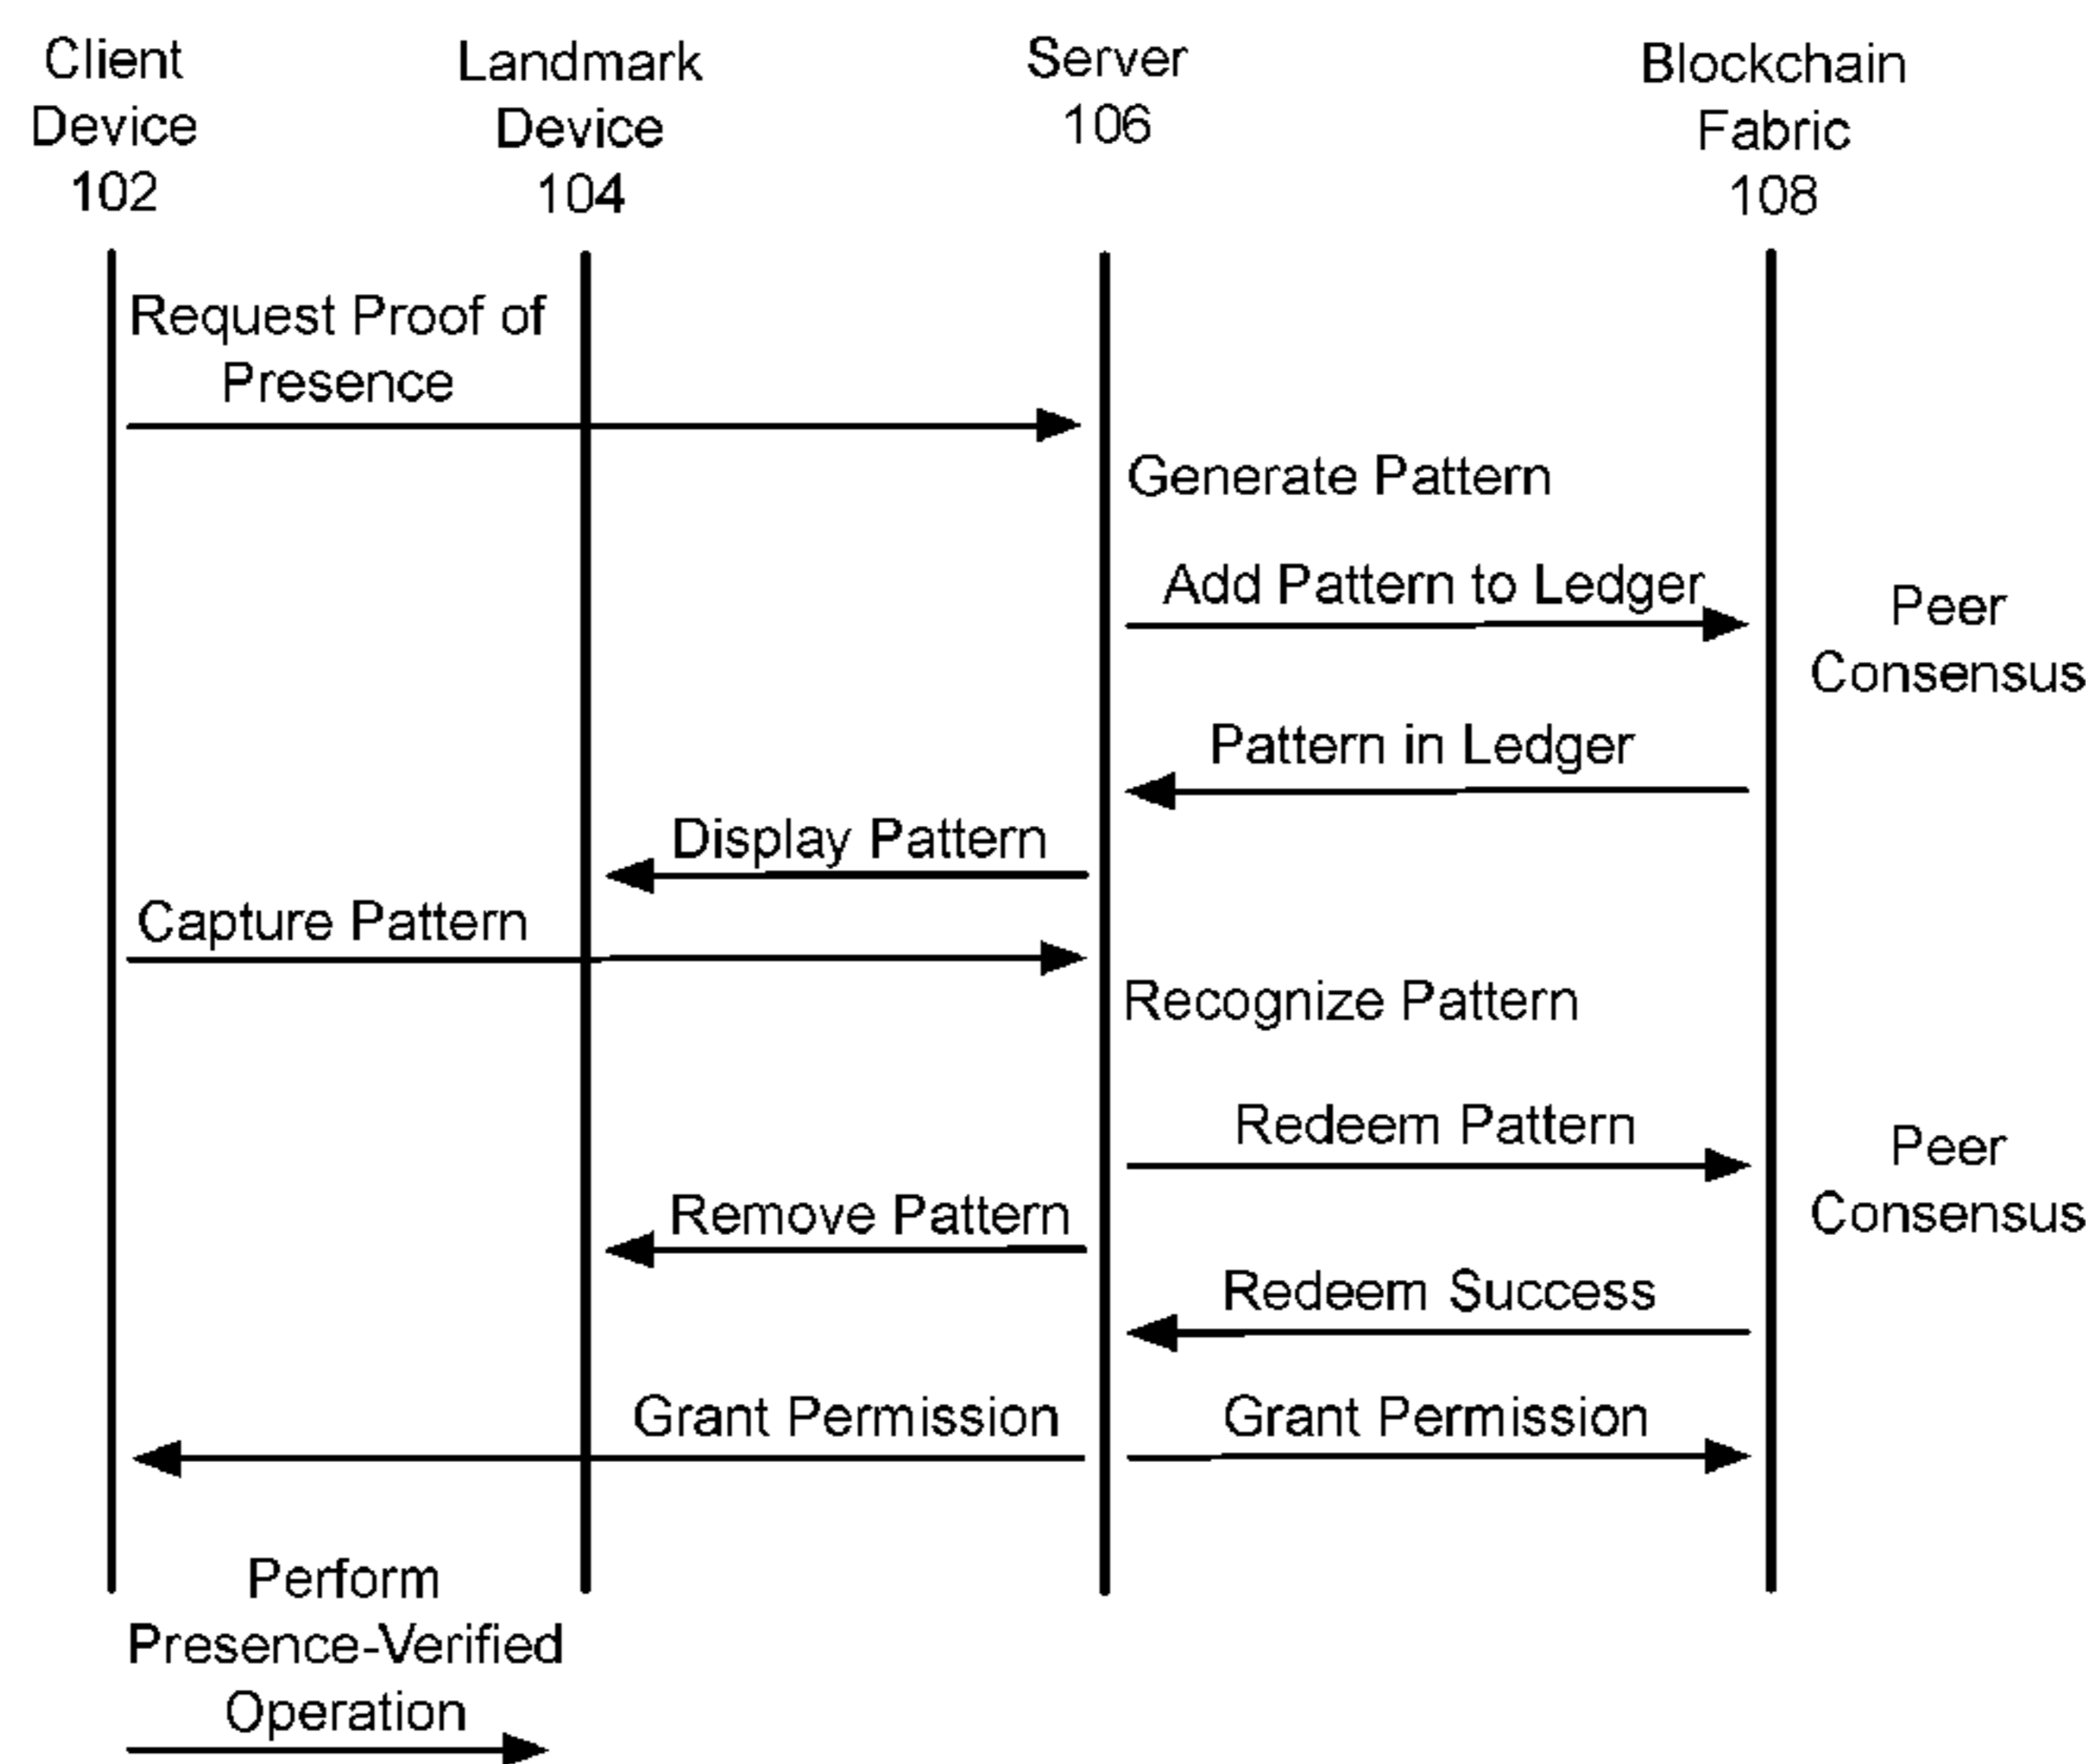 Client
Device
102
Landmark
Device
104
Server
106
Blockchain
Fabric
108
Request Proof of
Presence
Generate Pattern
Add Pattern to Ledger
Peer
Consensus
Pattern in Ledger
Display Pattern
Capture Pattern
Recognize Pattern
Redeem Pattern
Peer
Consensus
Remove Pattern
Redeem Success
Grant Permission
Grant Permission
Perform
Presence-Verified
Operation